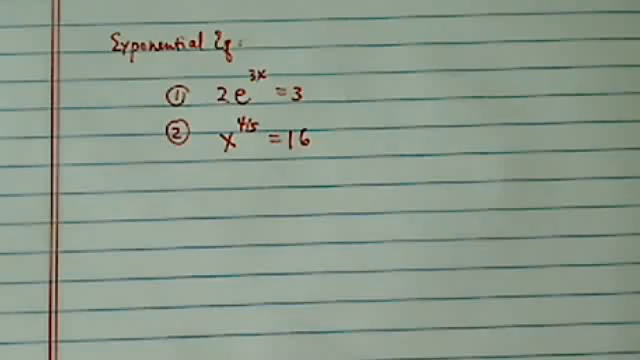 Exponential Eq:
① 2e^{3x} = 3
② x^{4/5} = 16